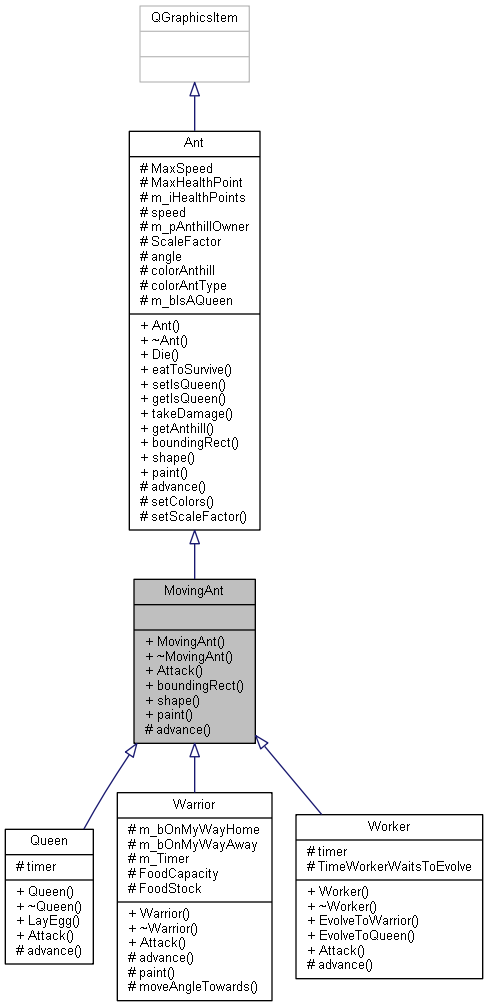 QGraphicsItem
Ant
# MaxSpeed
# MaxHealthPoint
# m_iHealthPoints
# speed
# m_pAnthillOwner
# ScaleFactor
# angle
# colorAnthill
# colorAntType
# m_bIsAQueen
+ Ant()
+ ~Ant()
+ Die()
+ eatToSurvive()
+ setIsQueen()
+ getIsQueen()
+ takeDamage()
+ getAnthill()
+ boundingRect()
+ shape()
+ paint()
# advance()
# setColors()
# setScaleFactor()
MovingAnt
+ MovingAnt()
+ ~MovingAnt()
+ Attack()
+ boundingRect()
+ shape()
+ paint()
# advance()
Queen
# timer
+ Queen()
+ ~Queen()
+ LayEgg()
+ Attack()
# advance()
Warrior
# m_bOnMyWayHome
# m_bOnMyWayAway
# m_Timer
# FoodCapacity
# FoodStock
+ Warrior()
+ ~Warrior()
+ Attack()
# advance()
# paint()
# moveAngleTowards()
Worker
# timer
# TimeWorkerWaitsToEvolve
+ Worker()
+ ~Worker()
+ EvolveToWarrior()
+ EvolveToQueen()
+ Attack()
# advance()